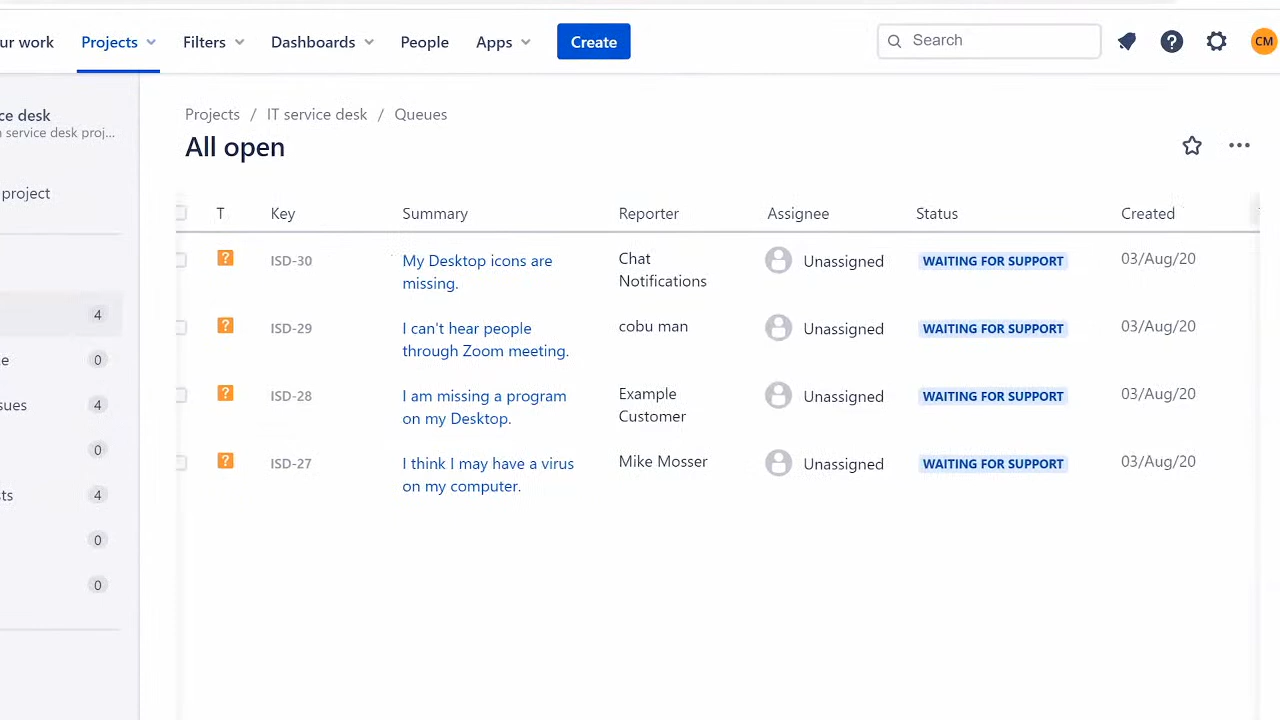 ur work Projects Filters Dashboards People Apps Create Search CM
ce desk
service desk proj...
project
4
e 0
sues 4
0
ts 4
0
0
Projects / IT service desk / Queues
All open
T Key Summary Reporter Assignee Status Created
? ISD-30 My Desktop icons are missing. Chat Notifications Unassigned WAITING FOR SUPPORT 03/Aug/20
? ISD-29 I can't hear people through Zoom meeting. cobu man Unassigned WAITING FOR SUPPORT 03/Aug/20
? ISD-28 I am missing a program on my Desktop. Example Customer Unassigned WAITING FOR SUPPORT 03/Aug/20
? ISD-27 I think I may have a virus on my computer. Mike Mosser Unassigned WAITING FOR SUPPORT 03/Aug/20